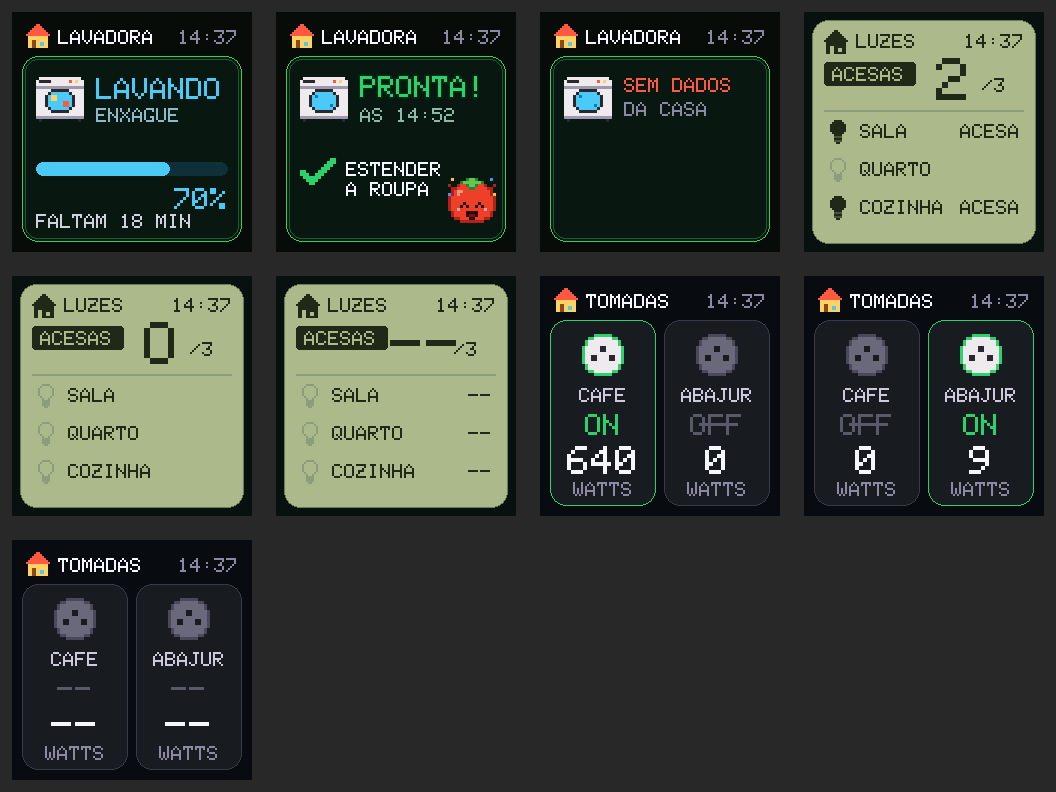 LAVADORA 14:37
LAVANDO
ENXAGUE
70%
FALTAM 18 MIN
LAVADORA 14:37
PRONTA!
AS 14:52
ESTENDER
A ROUPA
LAVADORA 14:37
SEM DADOS
DA CASA
LUZES 14:37
ACESAS 2 /3
SALA ACESA
QUARTO
COZINHA ACESA
LUZES 14:37
ACESAS 0 /3
SALA
QUARTO
COZINHA
LUZES 14:37
ACESAS -- /3
SALA --
QUARTO --
COZINHA --
TOMADAS 14:37
CAFE ABAJUR
ON OFF
640 0
WATTS WATTS
TOMADAS 14:37
CAFE ABAJUR
OFF ON
0 9
WATTS WATTS
TOMADAS 14:37
CAFE ABAJUR
-- --
-- --
WATTS WATTS